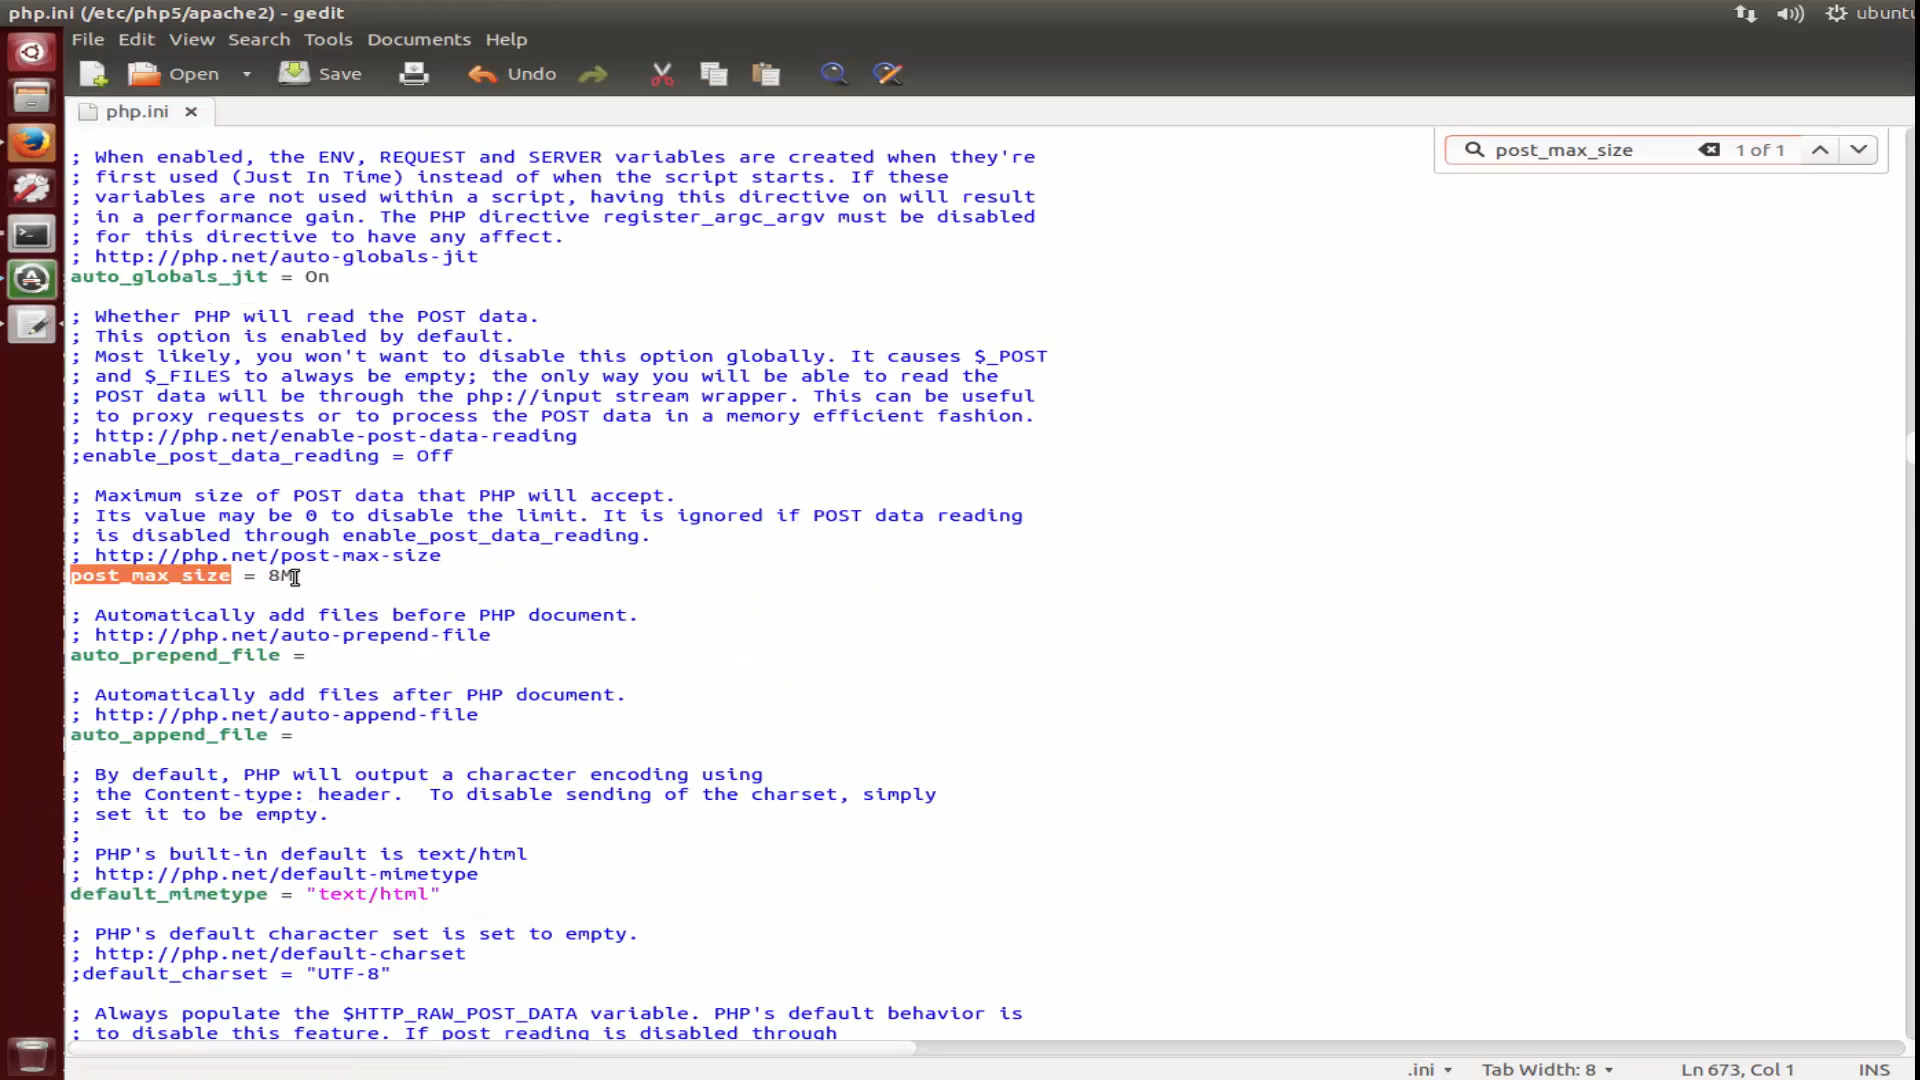 php.ini (/etc/php5/apache2) - gedit
ubuntu
File Edit View Search Tools Documents Help
Open Save Undo
php.ini
post_max_size 1 of 1
; When enabled, the ENV, REQUEST and SERVER variables are created when they're
; first used (Just In Time) instead of when the script starts. If these
; variables are not used within a script, having this directive on will result
; in a performance gain. The PHP directive register_argc_argv must be disabled
; for this directive to have any affect.
; http://php.net/auto-globals-jit
auto_globals_jit = On
; Whether PHP will read the POST data.
; This option is enabled by default.
; Most likely, you won't want to disable this option globally. It causes $_POST
; and $_FILES to always be empty; the only way you will be able to read the
; POST data will be through the php://input stream wrapper. This can be useful
; to proxy requests or to process the POST data in a memory efficient fashion.
; http://php.net/enable-post-data-reading
;enable_post_data_reading = Off
; Maximum size of POST data that PHP will accept.
; Its value may be 0 to disable the limit. It is ignored if POST data reading
; is disabled through enable_post_data_reading.
; http://php.net/post-max-size
post_max_size = 8M
; Automatically add files before PHP document.
; http://php.net/auto-prepend-file
auto_prepend_file =
; Automatically add files after PHP document.
; http://php.net/auto-append-file
auto_append_file =
; By default, PHP will output a character encoding using
; the Content-type: header.  To disable sending of the charset, simply
; set it to be empty.
;
; PHP's built-in default is text/html
; http://php.net/default-mimetype
default_mimetype = "text/html"
; PHP's default character set is set to empty.
; http://php.net/default-charset
;default_charset = "UTF-8"
; Always populate the $HTTP_RAW_POST_DATA variable. PHP's default behavior is
; to disable this feature. If post reading is disabled through
.ini Tab Width: 8 Ln 673, Col 1 INS